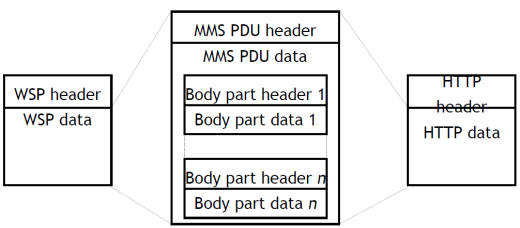 WSP header
WSP data
MMS PDU header
MMS PDU data
Body part header 1
Body part data 1
Body part header n
Body part data n
HTTP
header
HTTP data